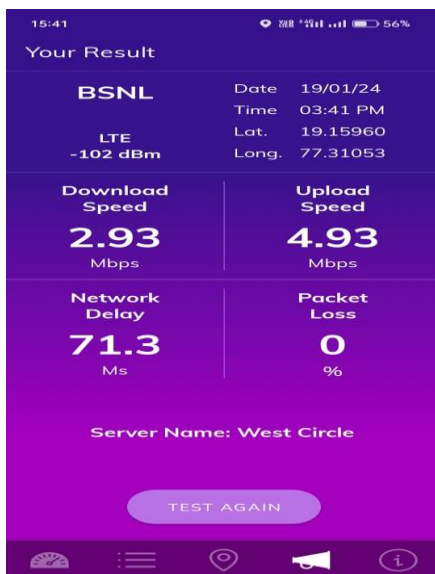 15:41
56%
Your Result
BSNL
LTE
-102 dBm
Date 19/01/24
Time 03:41 PM
Lat. 19.15960
Long. 77.31053
Download
Speed
2.93
Mbps
Upload
Speed
4.93
Mbps
Network
Delay
71.3
Ms
Packet
Loss
0
%
Server Name: West Circle
TEST AGAIN